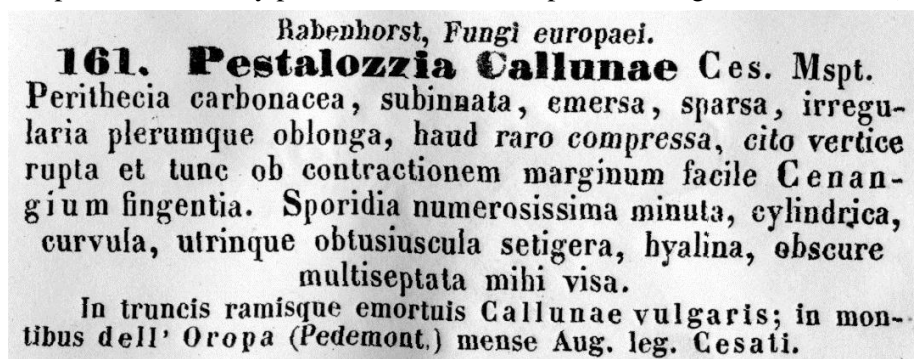 Rabenhorst, Fungi europaei.
161. Pestalozzia Callunae Ces. Mspt.
Perithecia carbonacea, subinnata, emersa, sparsa, irregu-
laria plerumque oblonga, haud raro compressa, cito vertice
rupta et tunc ob contractionem marginum facile Cenan-
gium fingentia. Sporidia numerosissima minuta, cylindrica,
curvula, utrinque obtusiuscula setigera, hyalina, obscure
multiseptata mihi visa.
In truncis ramisque emortuis Callunae vulgaris; in mon-
tibus dell' Oropa (Pedemont.) mense Aug. leg. Cesati.